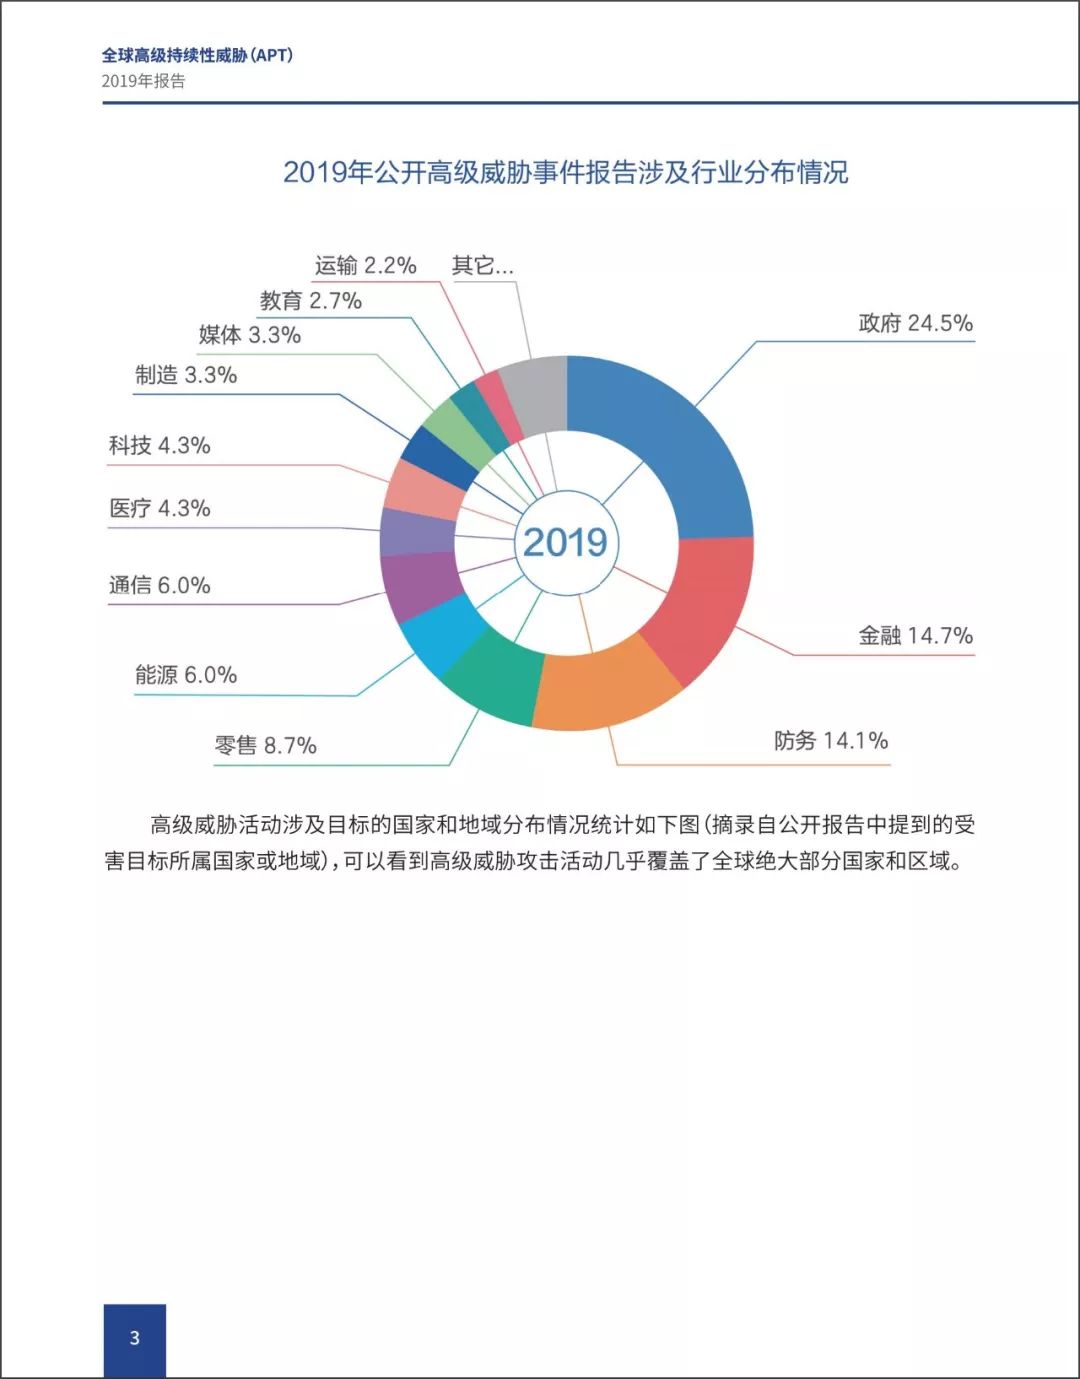 全球高级持续性威胁(APT)
2019年报告
2019年公开高级威胁事件报告涉及行业分布情况
运输 2.2%
其它...
教育 2.7%
政府 24.5%
媒体 3.3%
制造 3.3%
科技 4.3%
医疗 4.3%
2019
通信 6.0%
金融 14.7%
能源 6.0%
防务 14.1%
零售 8.7%
高级威胁活动涉及目标的国家和地域分布情况统计如下图(摘录自公开报告中提到的受
害目标所属国家或地域),可以看到高级威胁攻击活动几乎覆盖了全球绝大部分国家和区域。
3